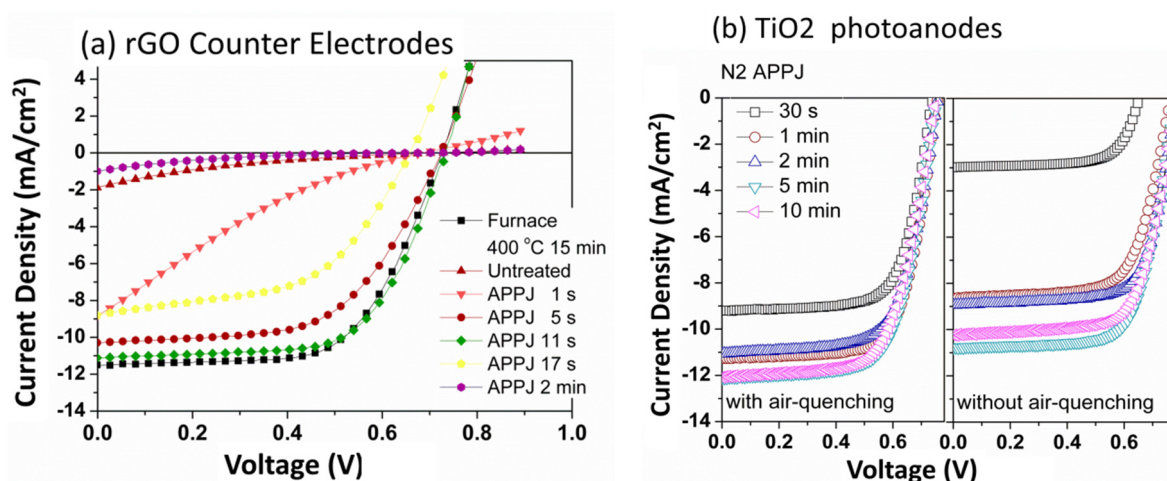 (a) rGO Counter Electrodes
Current Density (mA/cm²)
4
2
0
-2
-4
-6
-8
-10
-12
-14
Furnace
400 °C 15 min
Untreated
APPJ 1 s
APPJ 5 s
APPJ 11 s
APPJ 17 s
APPJ 2 min
0.0 0.2 0.4 0.6 0.8 1.0
Voltage (V)
(b) TiO2 photoanodes
N2 APPJ
Current Density (mA/cm²)
0
-2
-4
-6
-8
-10
-12
-14
30 s
1 min
2 min
5 min
10 min
with air-quenching
without air-quenching
0.0 0.2 0.4 0.6 0.0 0.2 0.4 0.6
Voltage (V)